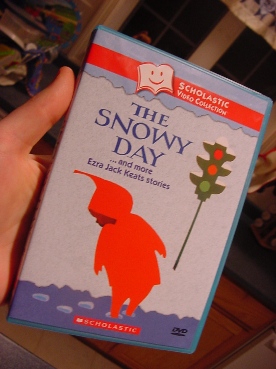 SCHOLASTIC
VIDEO COLLECTION
THE
SNOWY
DAY
...and more
Ezra Jack Keats stories
SCHOLASTIC
DVD